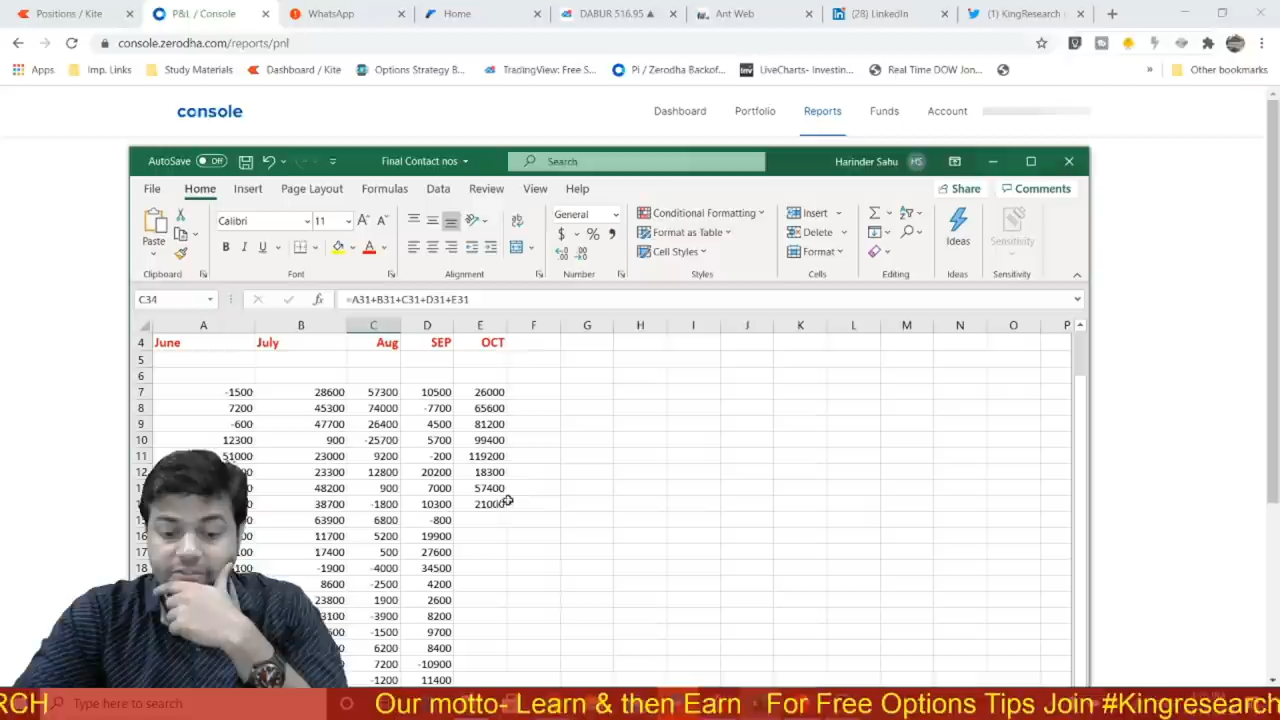 Positions / Kite P&L / Console WhatsApp Home DABUR 516.95 ▲ Ant Web (28) LinkedIn (1) KingResearch
console.zerodha.com/reports/pnl
Apps Imp. Links Study Materials Dashboard / Kite Options Strategy B... TradingView: Free S... Pi / Zerodha Backof... LiveCharts- Investin... Real Time DOW Jon... » Other bookmarks
console Dashboard Portfolio Reports Funds Account
AutoSave Off Final Contact nos Search Harinder Sahu HS
File Home Insert Page Layout Formulas Data Review View Help Share Comments
Paste Calibri 11 General Conditional Formatting Insert Ideas Sensitivity
B I U $ % Format as Table Delete
Cell Styles Format
Clipboard Font Alignment Number Styles Cells Editing Ideas Sensitivity
C34 fx =A31+B31+C31+D31+E31
A B C D E F G H I J K L M N O P
4 June July Aug SEP OCT
5
6
7 -1500 28600 57300 10500 26000
8 7200 45300 74000 -7700 65600
9 -600 47700 26400 4500 81200
10 12300 900 -25700 5700 99400
11 51000 23000 9200 -200 119200
12 23300 12800 20200 18300
48200 900 7000 57400
38700 -1800 10300 21000
63900 6800 -800
16 11700 5200 19900
17 17400 500 27600
18 -1900 -4000 34500
8600 -2500 4200
23800 1900 2600
-3900 8200
-1500 9700
6200 8400
7200 -10900
-1200 11400
Type here to search
RCH Our motto- Learn & then Earn For Free Options Tips Join #Kingresearch